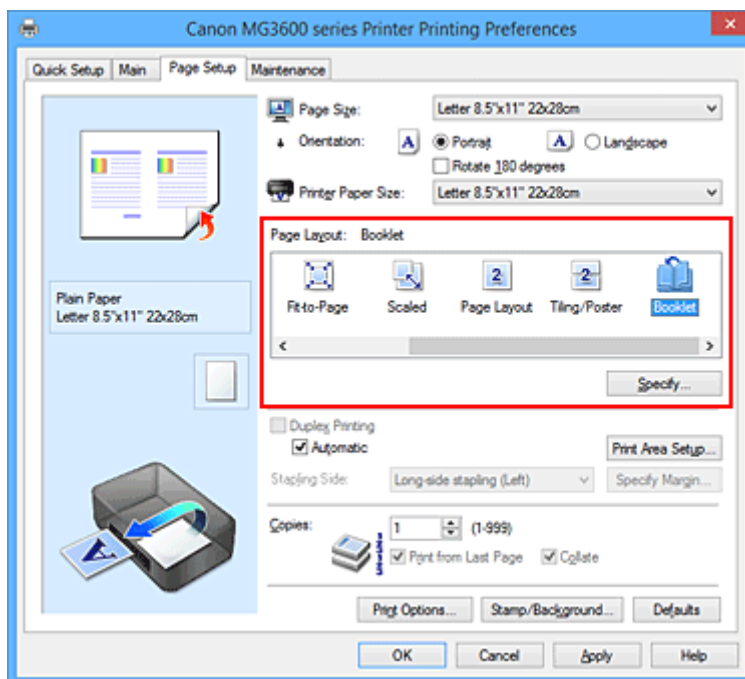 Canon MG3600 series Printer Printing Preferences
Quick Setup Main Page Setup Maintenance
Page Size: Letter 8.5"x11" 22x28cm
Orientation: A Portrait A Landscape
Rotate 180 degrees
Printer Paper Size: Letter 8.5"x11" 22x28cm
Page Layout: Booklet
2 2
Fit-to-Page Scaled Page Layout Tiling/Poster Booklet
Specify...
Plain Paper
Letter 8.5"x11" 22x28cm
Duplex Printing
Automatic Print Area Setup...
Stapling Side: Long-side stapling (Left) Specify Margin...
Copies: 1 (1-999)
Print from Last Page Collate
A
Print Options... Stamp/Background... Defaults
OK Cancel Apply Help